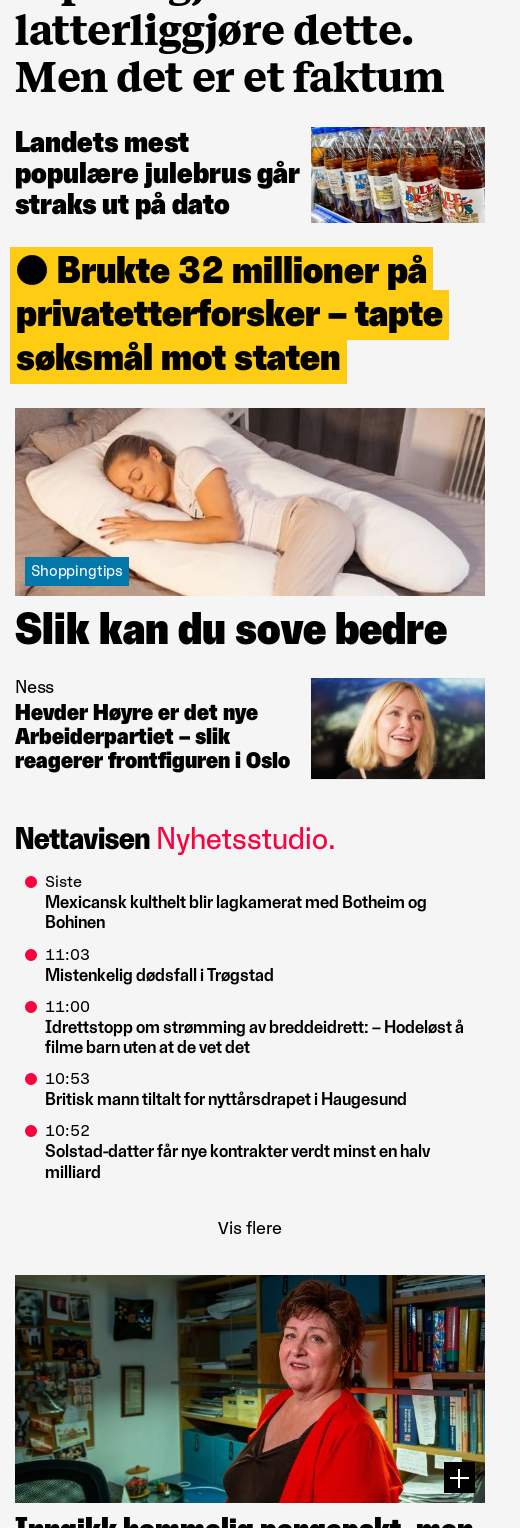 latterliggjøre dette.
Men det er et faktum
Landets mest
populære julebrus går
straks ut på dato
Brukte 32 millioner på
privatetterforsker – tapte
søksmål mot staten
Shoppingtips
Slik kan du sove bedre
Ness
Hevder Høyre er det nye
Arbeiderpartiet – slik
reagerer frontfiguren i Oslo
Nettavisen Nyhetsstudio.
Siste
Mexicansk kulthelt blir lagkamerat med Botheim og
Bohinen
11:03
Mistenkelig dødsfall i Trøgstad
11:00
Idrettstopp om strømming av breddeidrett: – Hodeløst å
filme barn uten at de vet det
10:53
Britisk mann tiltalt for nyttårsdrapet i Haugesund
10:52
Solstad-datter får nye kontrakter verdt minst en halv
milliard
Vis flere